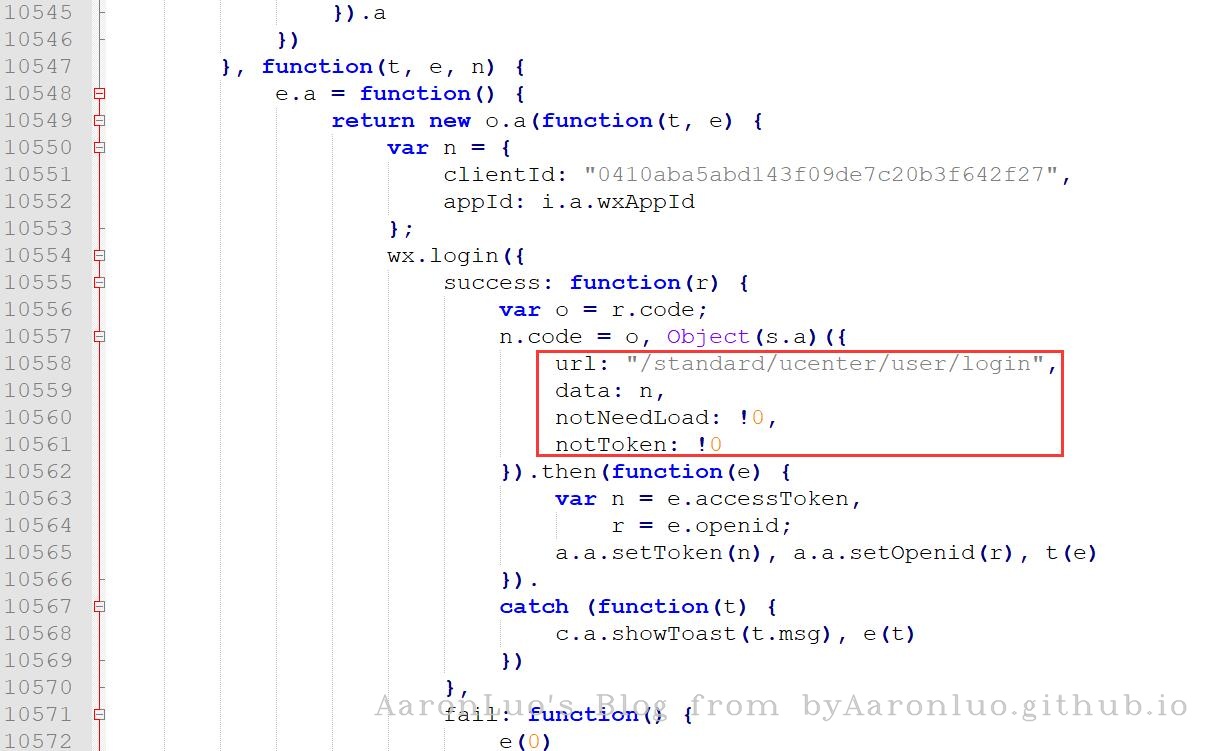 10545 }).a
10546 })
10547 }, function(t, e, n) {
10548 e.a = function() {
10549 return new o.a(function(t, e) {
10550 var n = {
10551 clientId: "0410aba5abd143f09de7c20b3f642f27",
10552 appId: i.a.wxAppId
10553 };
10554 wx.login({
10555 success: function(r) {
10556 var o = r.code;
10557 n.code = o, Object(s.a)({
10558 url: "/standard/ucenter/user/login",
10559 data: n,
10560 notNeedLoad: !0,
10561 notToken: !0
10562 }).then(function(e) {
10563 var n = e.accessToken,
10564 r = e.openid;
10565 a.a.setToken(n), a.a.setOpenid(r), t(e)
10566 }).
10567 catch (function(t) {
10568 c.a.showToast(t.msg), e(t)
10569 })
10570 },
AaronLuo's Blog from byAaronluo.github.io
10571 fail: function() {
10572 e(0)